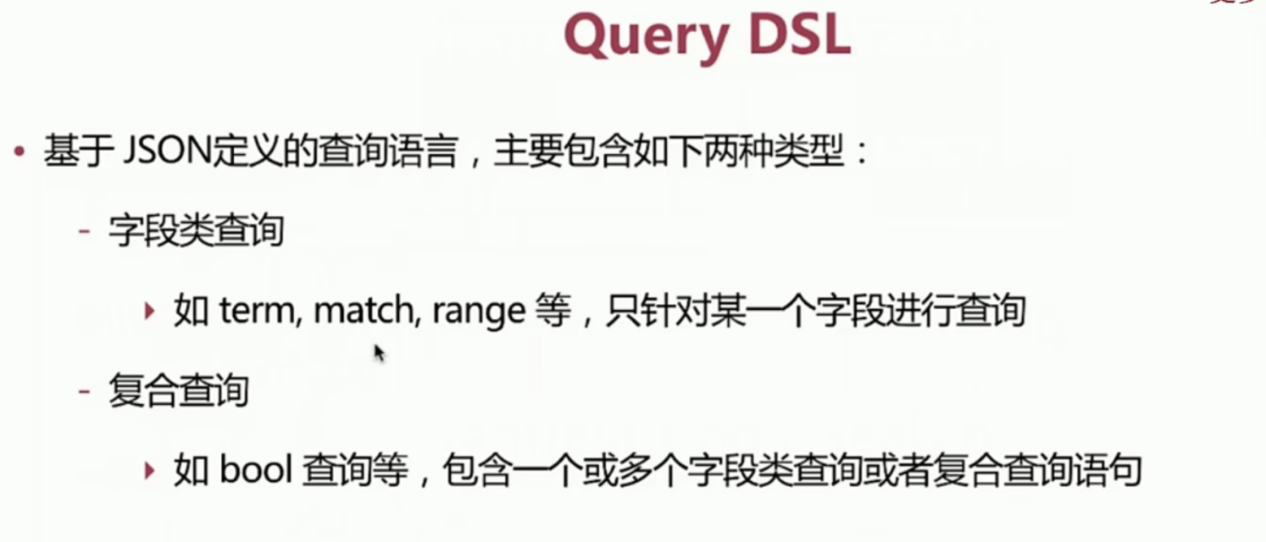 Query DSL
• 基于 JSON定义的查询语言，主要包含如下两种类型：
- 字段类查询
如 term, match, range 等，只针对某一个字段进行查询
- 复合查询
如 bool 查询等，包含一个或多个字段类查询或者复合查询语句